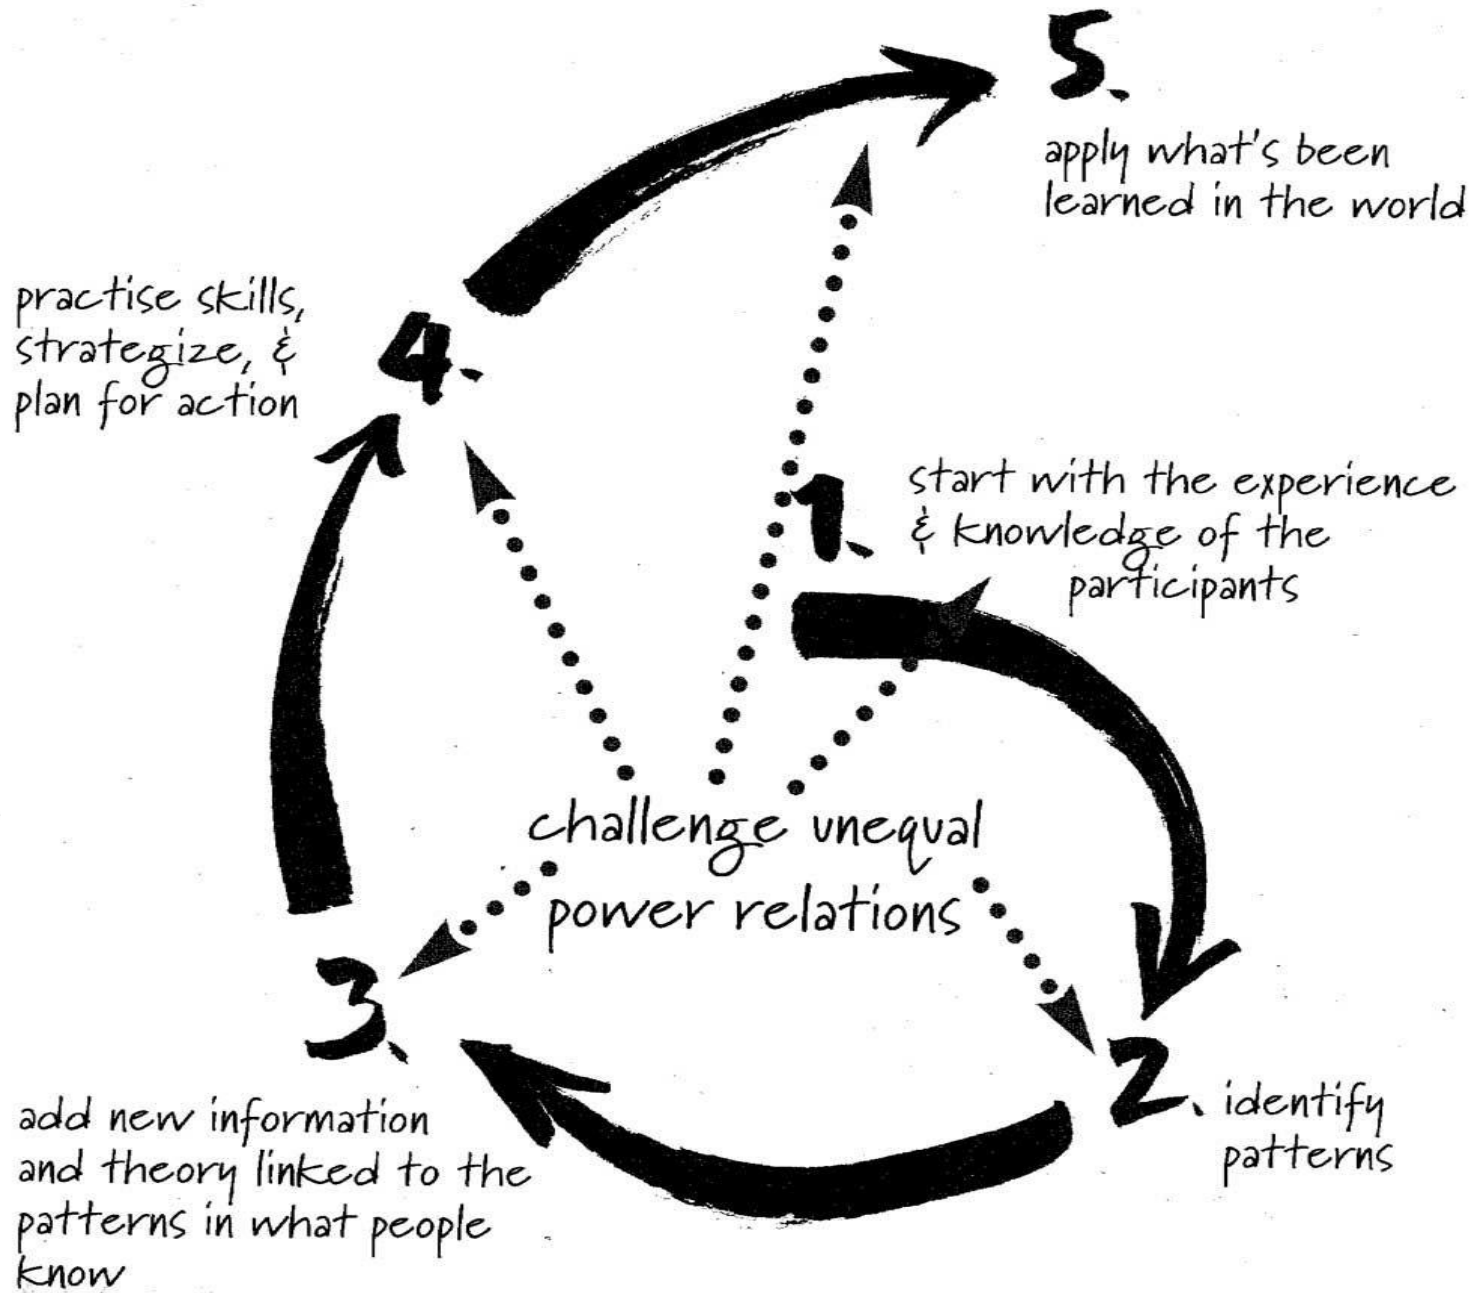 5.
apply what's been
learned in the world
practise skills,
strategize, &
plan for action
4.
1.
start with the experience
& knowledge of the
participants
challenge unequal
power relations
3.
add new information
and theory linked to the
patterns in what people
know
2.
identify
patterns